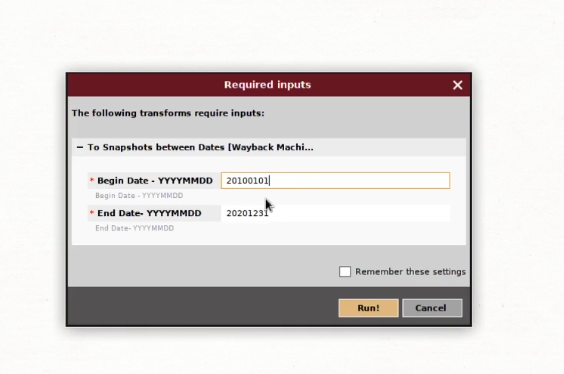 Required inputs
The following transforms require inputs:
To Snapshots between Dates [Wayback Machi...
* Begin Date - YYYYMMDD 20100101
Begin Date - YYYYMMDD
* End Date- YYYYMMDD 20201231
End Date- YYYYMMDD
Remember these settings
Run! Cancel